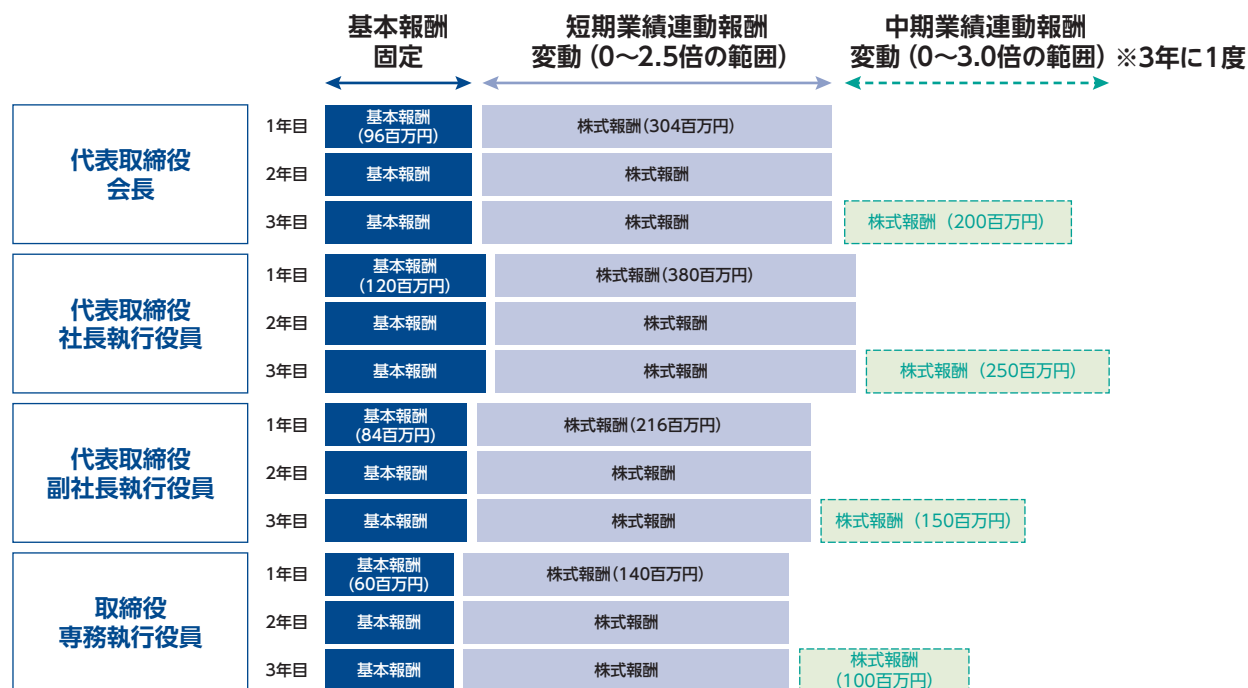 基本報酬
固定
短期業績連動報酬
変動（0〜2.5倍の範囲）
中期業績連動報酬
変動（0〜3.0倍の範囲）※3年に1度
代表取締役
会長
1年目
基本報酬
(96百万円)
株式報酬(304百万円)
2年目
基本報酬
株式報酬
3年目
基本報酬
株式報酬
株式報酬（200百万円）
代表取締役
社長執行役員
1年目
基本報酬
(120百万円)
株式報酬(380百万円)
2年目
基本報酬
株式報酬
3年目
基本報酬
株式報酬
株式報酬（250百万円）
代表取締役
副社長執行役員
1年目
基本報酬
(84百万円)
株式報酬(216百万円)
2年目
基本報酬
株式報酬
3年目
基本報酬
株式報酬
株式報酬（150百万円）
取締役
専務執行役員
1年目
基本報酬
(60百万円)
株式報酬(140百万円)
2年目
基本報酬
株式報酬
3年目
基本報酬
株式報酬
株式報酬
(100百万円)